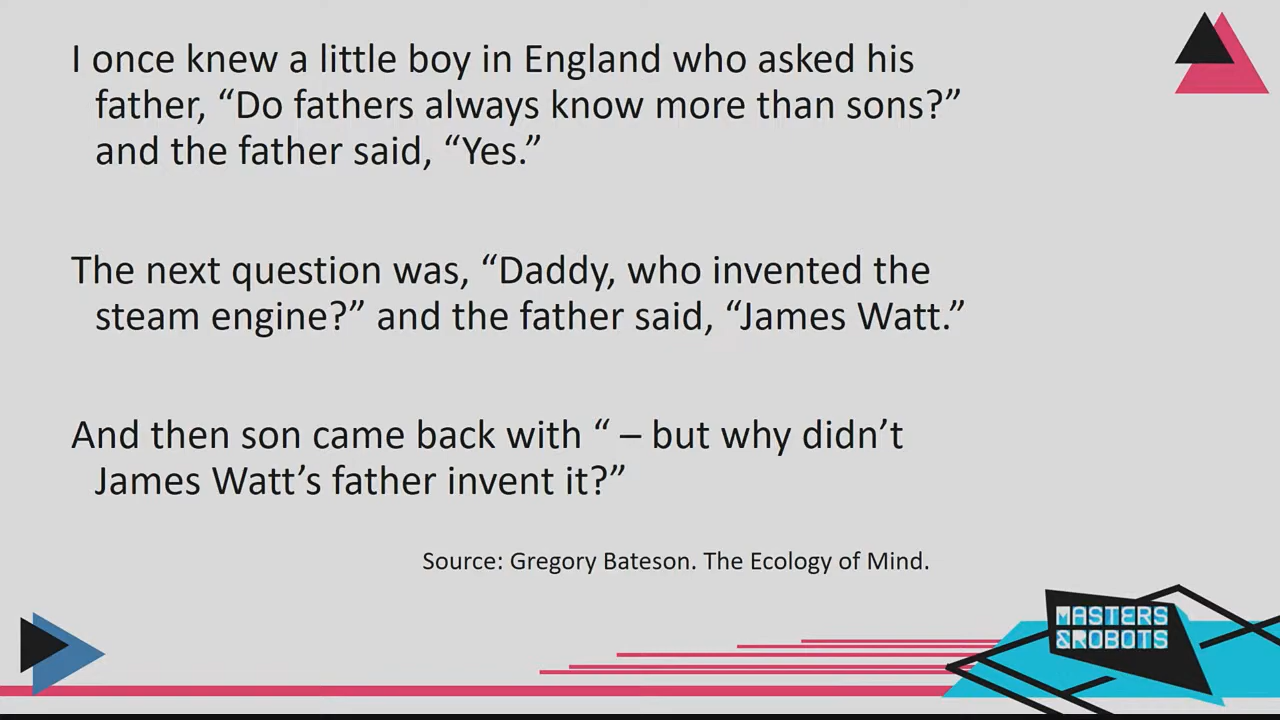 I once knew a little boy in England who asked his
father, “Do fathers always know more than sons?”
and the father said, “Yes.”
The next question was, “Daddy, who invented the
steam engine?” and the father said, “James Watt.”
And then son came back with “ – but why didn’t
James Watt’s father invent it?”
Source: Gregory Bateson. The Ecology of Mind.
MASTERS
&ROBOTS